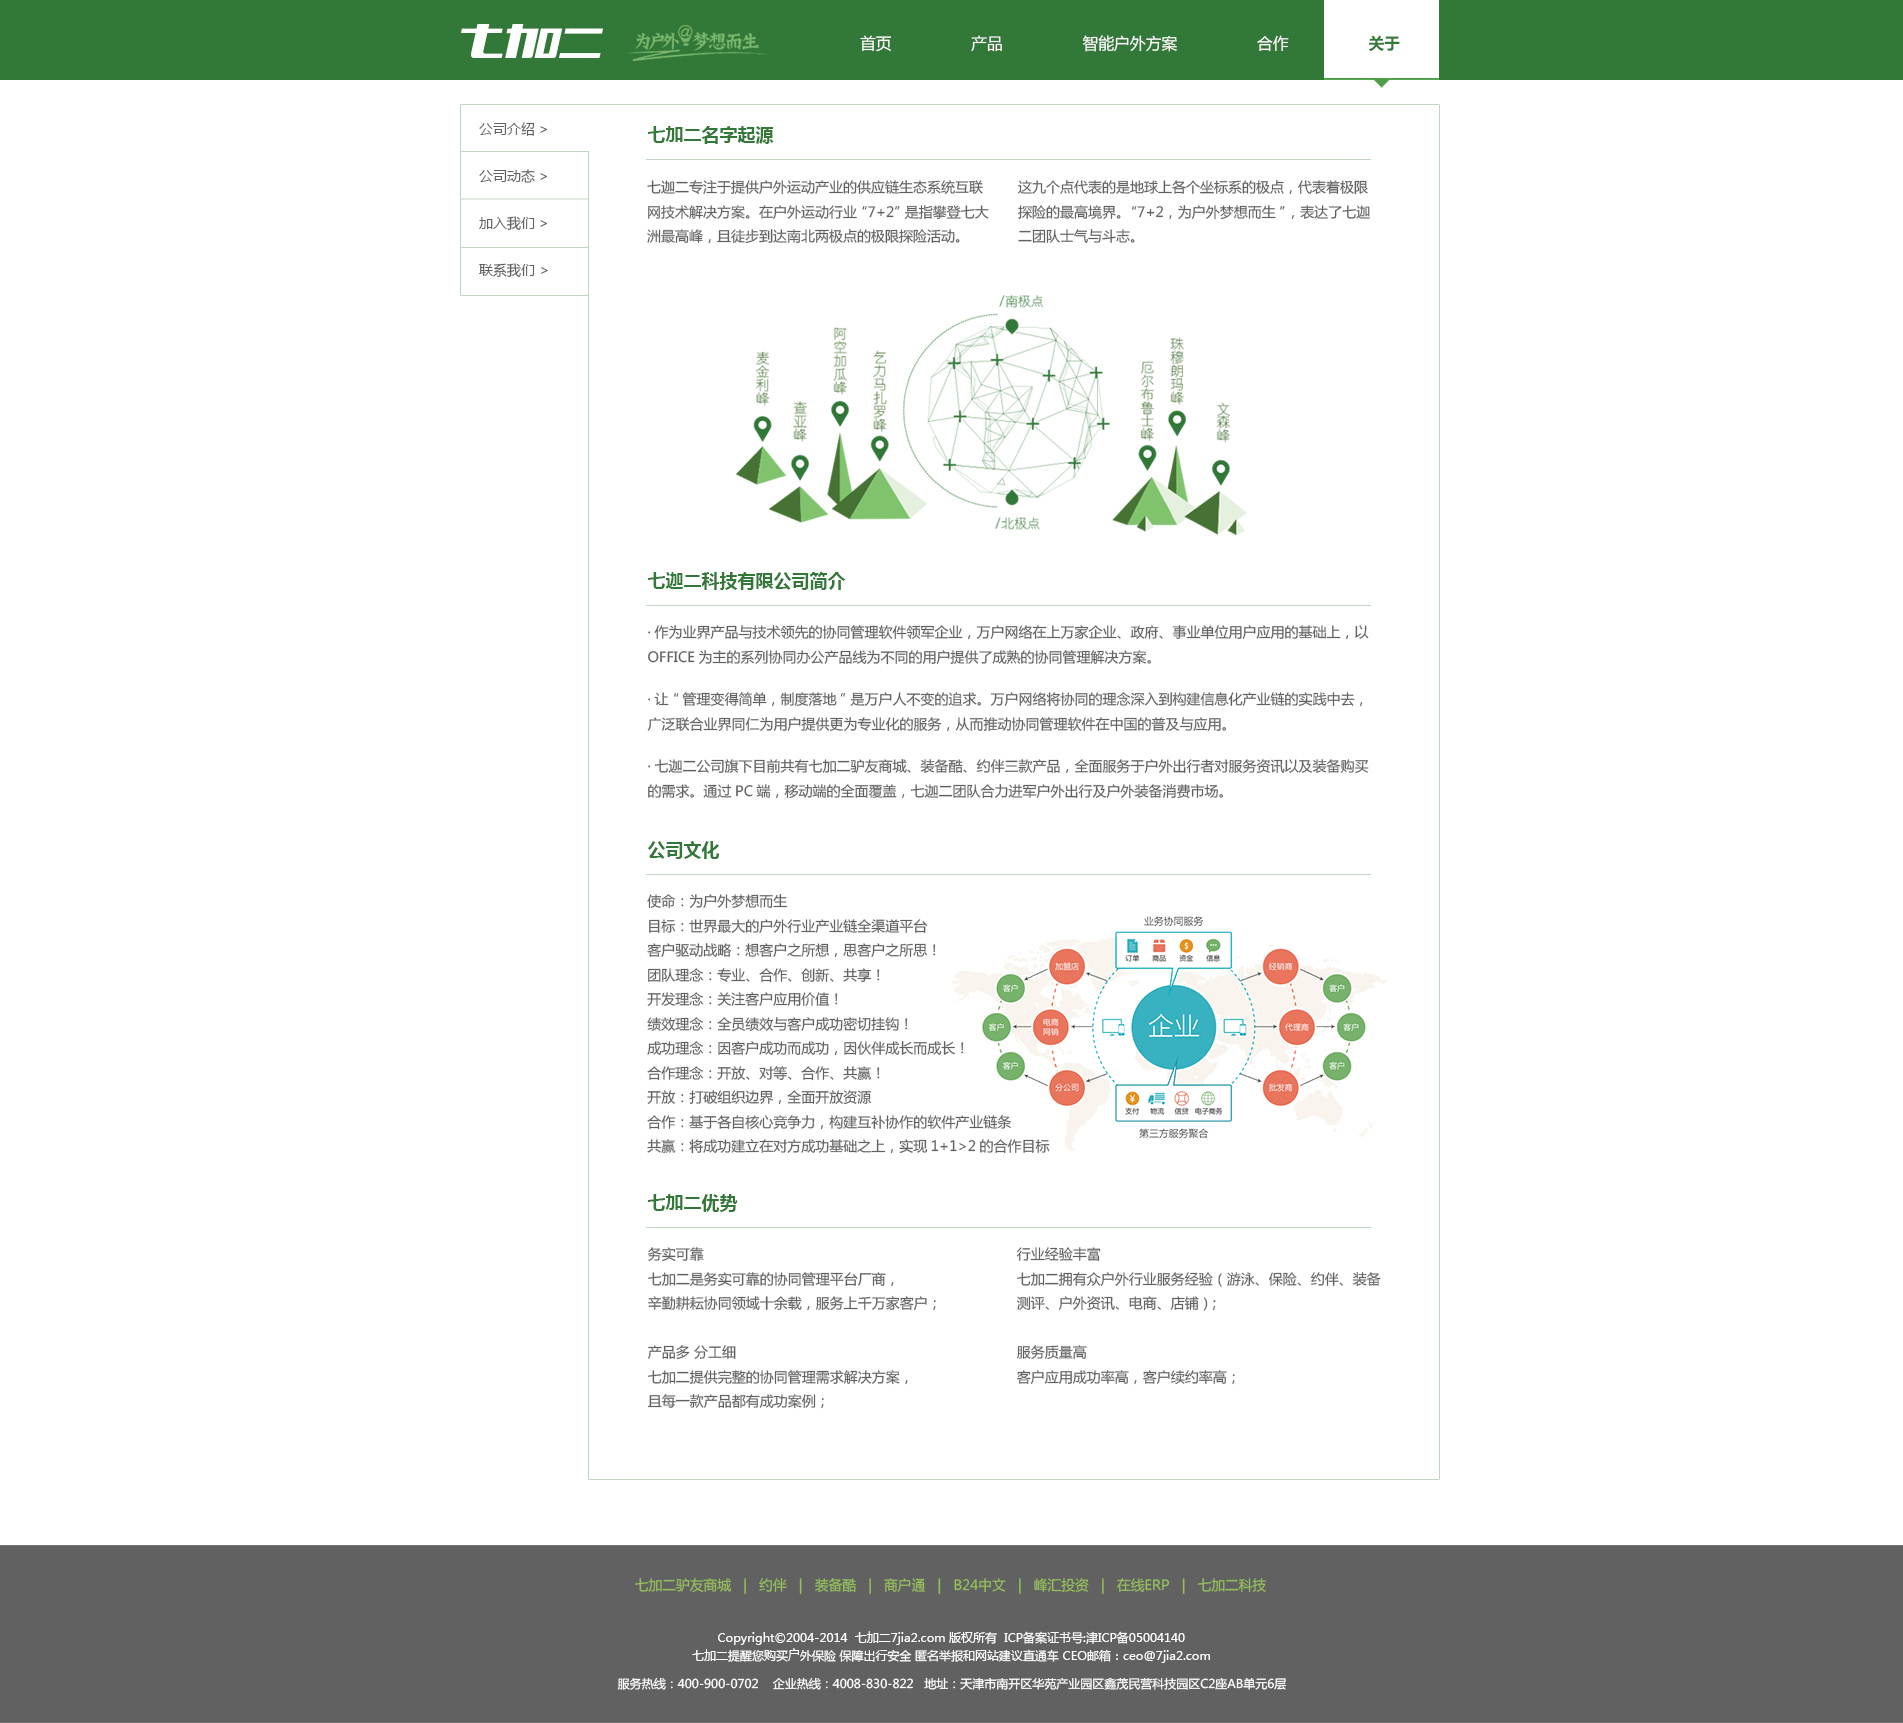 七加二
为户外梦想而生
首页
产品
智能户外方案
合作
关于
公司介绍 >
公司动态 >
加入我们 >
联系我们 >
七加二名字起源
七迦二专注于提供户外运动产业的供应链生态系统互联
网技术解决方案。在户外运动行业 “7+2” 是指攀登七大
洲最高峰，且徒步到达南北两极点的极限探险活动。
这九个点代表的是地球上各个坐标系的极点，代表着极限
探险的最高境界。“7+2，为户外梦想而生 ”，表达了七迦
二团队士气与斗志。
/南极点
麦金利峰
查亚峰
阿空加瓜峰
乞力马扎罗峰
厄尔布鲁士峰
珠穆朗玛峰
文森峰
/北极点
七迦二科技有限公司简介
· 作为业界产品与技术领先的协同管理软件领军企业，万户网络在上万家企业、政府、事业单位用户应用的基础上，以
OFFICE 为主的系列协同办公产品线为不同的用户提供了成熟的协同管理解决方案。
· 让 “ 管理变得简单，制度落地 ” 是万户人不变的追求。万户网络将协同的理念深入到构建信息化产业链的实践中去，
广泛联合业界同仁为用户提供更为专业化的服务，从而推动协同管理软件在中国的普及与应用。
· 七迦二公司旗下目前共有七加二驴友商城、装备酷、约伴三款产品，全面服务于户外出行者对服务资讯以及装备购买
的需求。通过 PC 端，移动端的全面覆盖，七迦二团队合力进军户外出行及户外装备消费市场。
公司文化
使命：为户外梦想而生
目标：世界最大的户外行业产业链全渠道平台
客户驱动战略：想客户之所想，思客户之所思！
团队理念：专业、合作、创新、共享！
开发理念：关注客户应用价值！
绩效理念：全员绩效与客户成功密切挂钩！
成功理念：因客户成功而成功，因伙伴成长而成长！
合作理念：开放、对等、合作、共赢！
开放：打破组织边界，全面开放资源
合作：基于各自核心竞争力，构建互补协作的软件产业链条
共赢：将成功建立在对方成功基础之上，实现 1+1>2 的合作目标
业务协同服务
订单 商品 资金 信息
加盟店
经销商
客户
客户
客户
电商
网销
企业
代理商
客户
客户
客户
分公司
批发商
支付 物流 信贷 电子商务
第三方服务聚合
七加二优势
务实可靠
七加二是务实可靠的协同管理平台厂商，
辛勤耕耘协同领域十余载，服务上千万家客户；
行业经验丰富
七加二拥有众户外行业服务经验（ 游泳、保险、约伴、装备
测评、户外资讯、电商、店铺 ）；
产品多 分工细
七加二提供完整的协同管理需求解决方案，
且每一款产品都有成功案例；
服务质量高
客户应用成功率高，客户续约率高；
七加二驴友商城 | 约伴 | 装备酷 | 商户通 | B24中文 | 峰汇投资 | 在线ERP | 七加二科技
Copyright©2004-2014 七加二7jia2.com 版权所有 ICP备案证书号:津ICP备05004140
七加二提醒您购买户外保险 保障出行安全 匿名举报和网站建议直通车 CEO邮箱：ceo@7jia2.com
服务热线：400-900-0702 企业热线：4008-830-822 地址：天津市南开区华苑产业园区鑫茂民营科技园区C2座AB单元6层